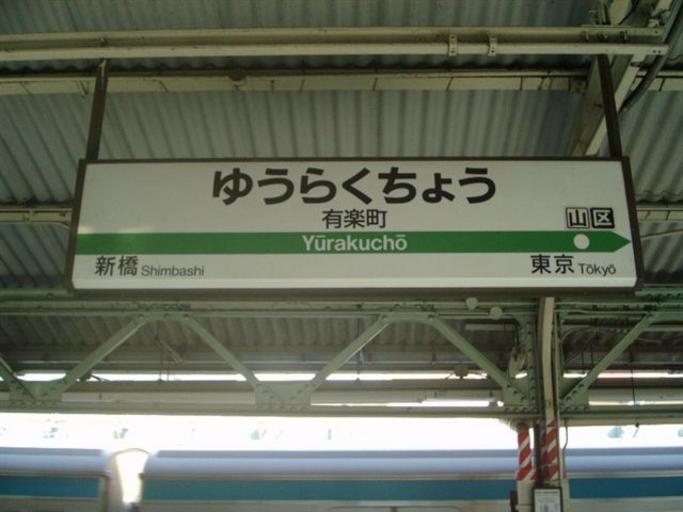 ゆうらくちょう
有楽町
山区
Yūrakuchō
新橋 Shimbashi
東京 Tōkyō